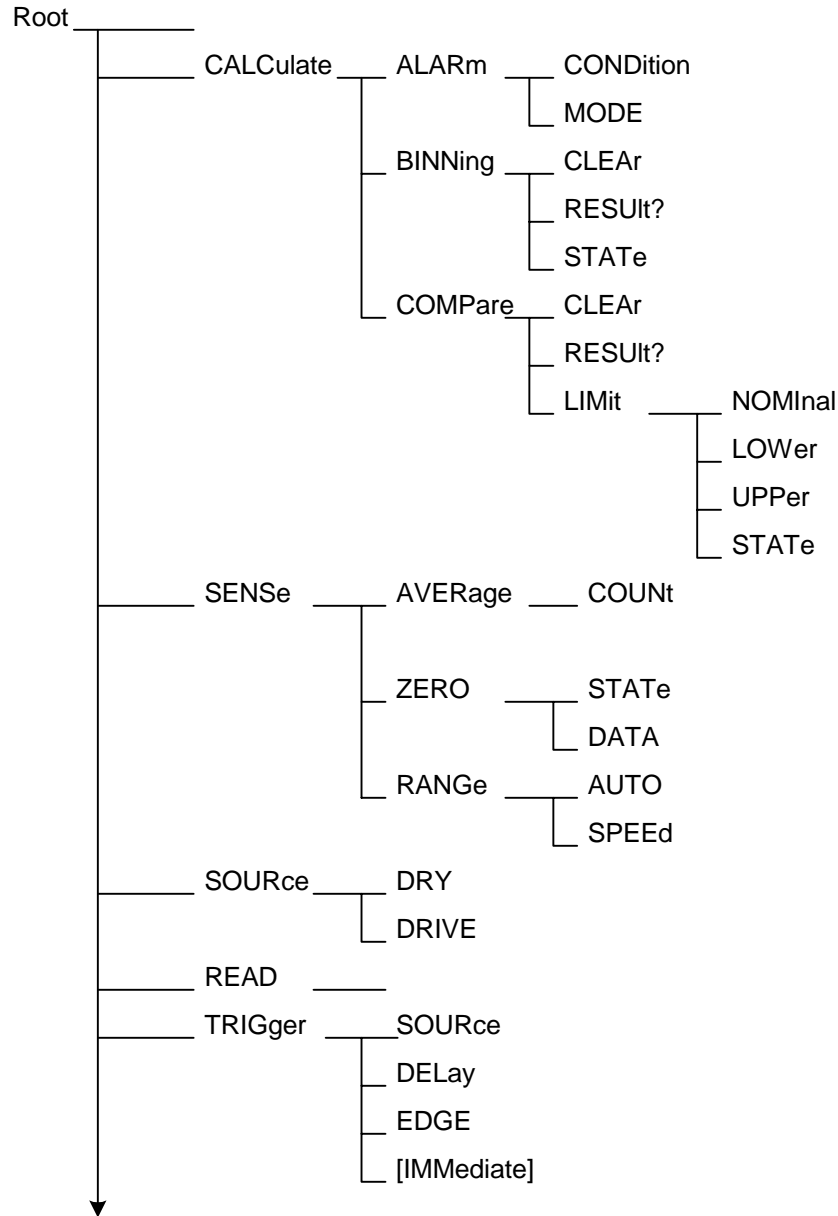 Root
CALCulate ALARm CONDition
MODE
BINNing CLEAr
RESUlt?
STATe
COMPare CLEAr
RESUlt?
LIMit NOMInal
LOWer
UPPer
STATe
SENSe AVERage COUNt
ZERO STATe
DATA
RANGe AUTO
SPEEd
SOURce DRY
DRIVE
READ
TRIGger SOURce
DELay
EDGE
[IMMediate]